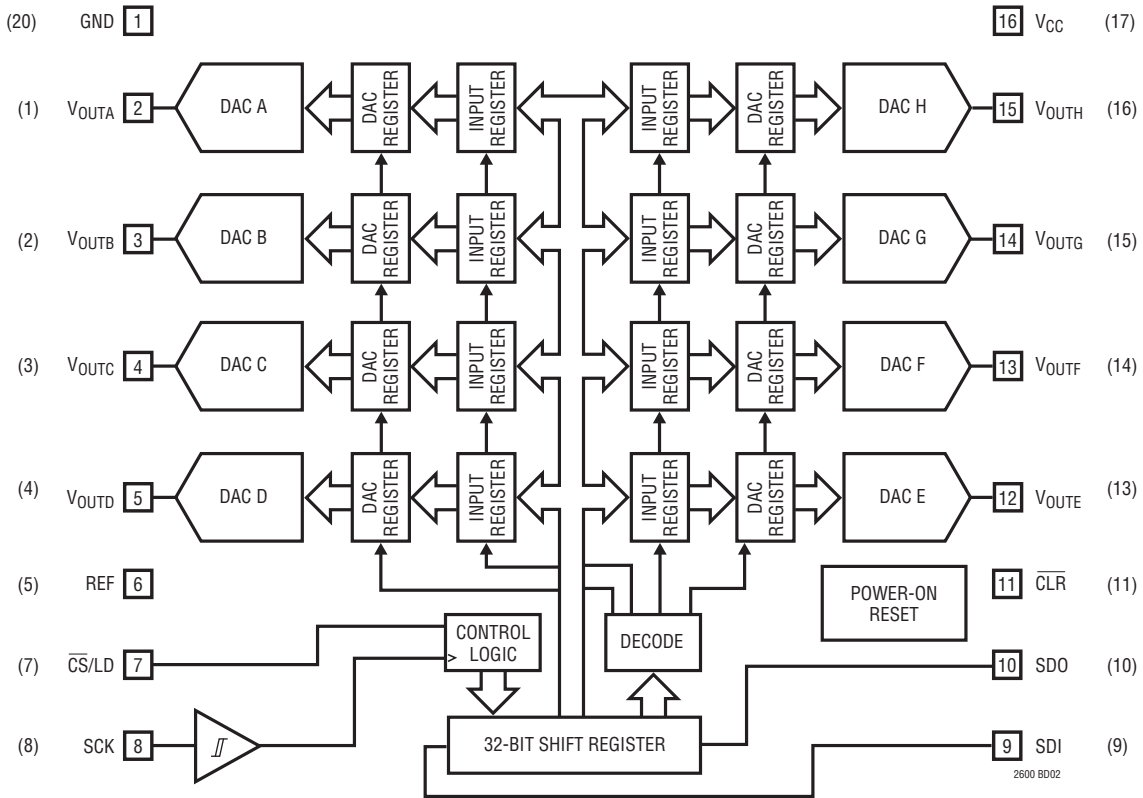 (20) GND 1
16 VCC (17)
(1) VOUTA 2
DAC A
DAC
REGISTER
INPUT
REGISTER
INPUT
REGISTER
DAC
REGISTER
DAC H
15 VOUTH (16)
(2) VOUTB 3
DAC B
DAC
REGISTER
INPUT
REGISTER
INPUT
REGISTER
DAC
REGISTER
DAC G
14 VOUTG (15)
(3) VOUTC 4
DAC C
DAC
REGISTER
INPUT
REGISTER
INPUT
REGISTER
DAC
REGISTER
DAC F
13 VOUTF (14)
(4) VOUTD 5
DAC D
DAC
REGISTER
INPUT
REGISTER
INPUT
REGISTER
DAC
REGISTER
DAC E
12 VOUTE (13)
(5) REF 6
POWER-ON
RESET
11 CLR (11)
(7) CS/LD 7
CONTROL
LOGIC
DECODE
10 SDO (10)
(8) SCK 8
32-BIT SHIFT REGISTER
9 SDI (9)
2600 BD02